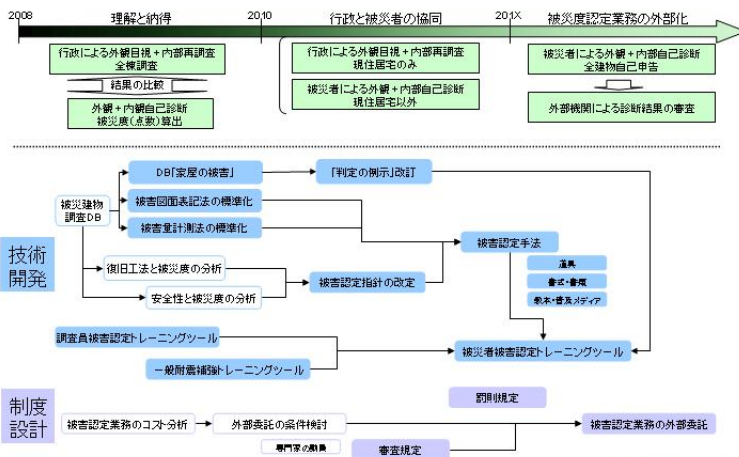 2008
理解と納得
2010
行政と被災者の協同
201X
被災度認定業務の外部化
行政による外観目視+内部再調査
全棟調査
結果の比較
外観+内観自己診断
被災度(点数)算出
行政による外観目視+内部再調査
現住居宅のみ
被災者による外観+内部自己診断
現住居宅以外
被災者による外観+内部自己診断
全建物自己申告
外部機関による診断結果の審査
技術
開発
被災建物
調査DB
DB「家屋の被害」
「判定の例示」改訂
被害図面表記法の標準化
被害量計測法の標準化
被害認定手法
道具
書式・書類
教本・普及メディア
復旧工法と被災度の分析
安全性と被災度の分析
被害認定指針の改定
調査員被害認定トレーニングツール
一般耐震補強トレーニングツール
被災者被害認定トレーニングツール
制度
設計
罰則規定
被害認定業務のコスト分析
外部委託の条件検討
被害認定業務の外部委託
専門家の動員
審査規定